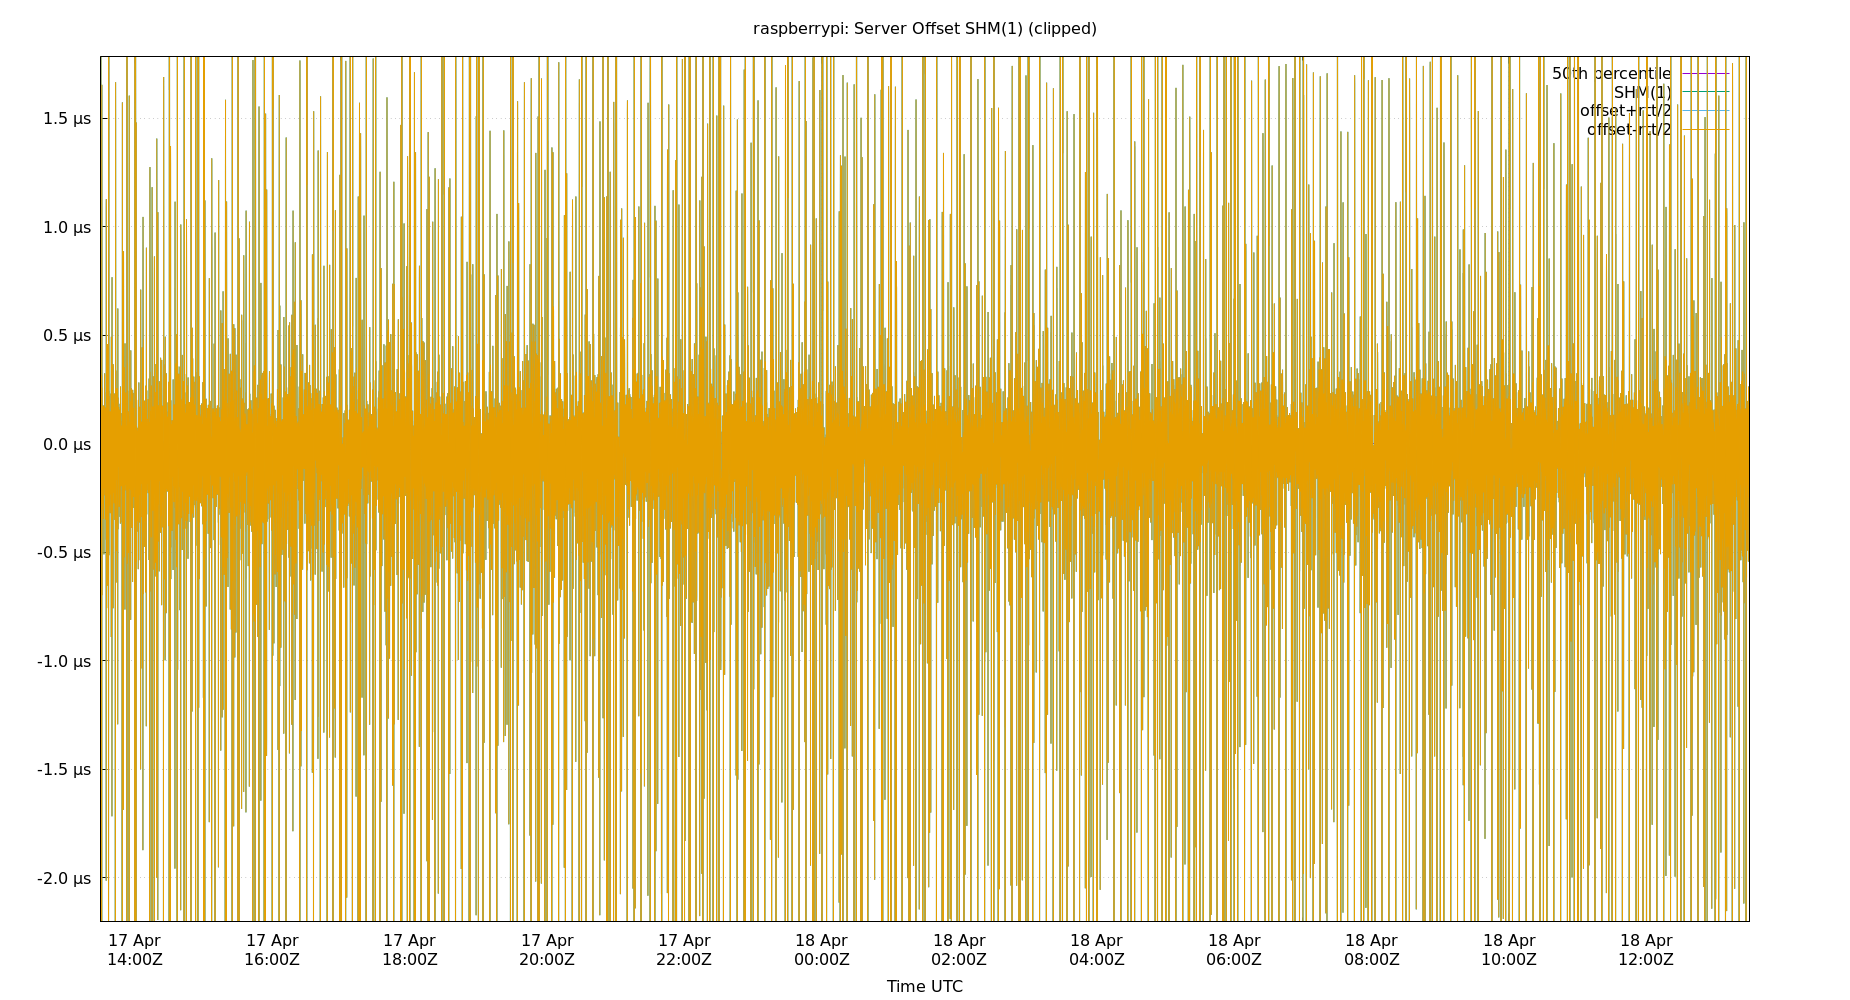 raspberrypi: Server Offset SHM(1) (clipped)
50th percentile
SHM(1)
offset+rtt/2
offset-rtt/2
1.5 µs
1.0 µs
0.5 µs
0.0 µs
-0.5 µs
-1.0 µs
-1.5 µs
-2.0 µs
17 Apr 17 Apr 17 Apr 17 Apr 17 Apr 18 Apr 18 Apr 18 Apr 18 Apr 18 Apr 18 Apr 18 Apr
14:00Z 16:00Z 18:00Z 20:00Z 22:00Z 00:00Z 02:00Z 04:00Z 06:00Z 08:00Z 10:00Z 12:00Z
Time UTC